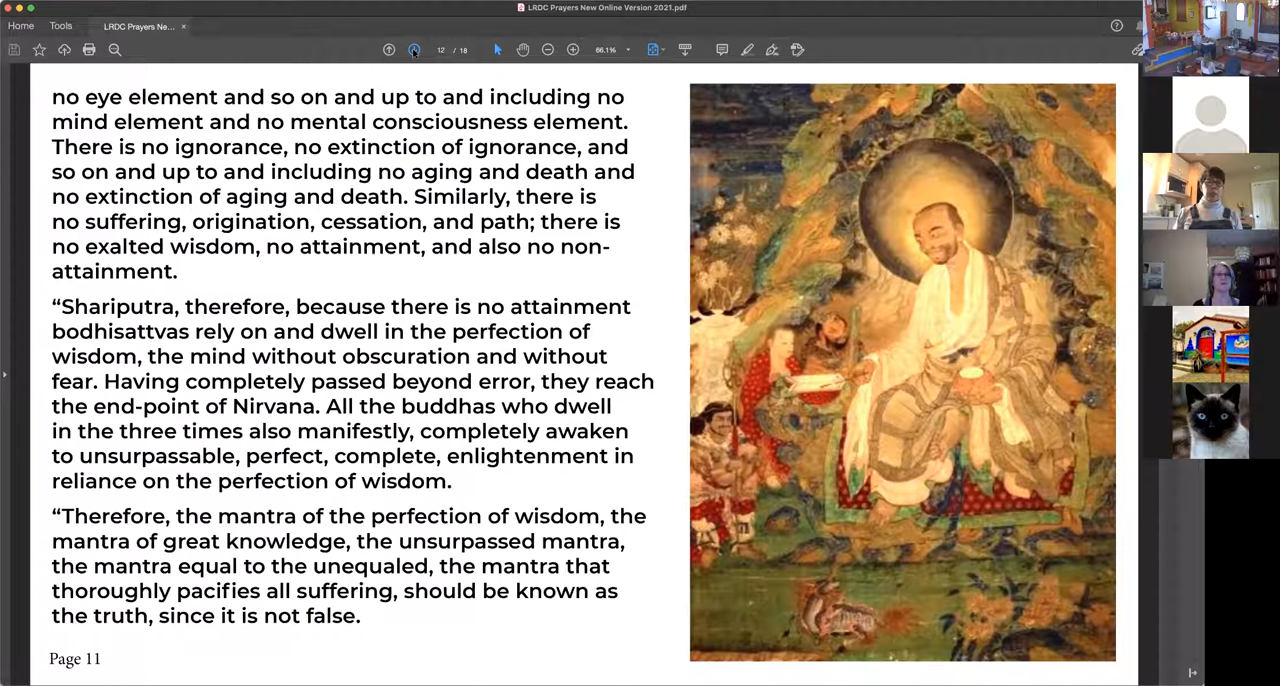 LRDC Prayers New Online Version 2021.pdf
Home
Tools
LRDC Prayers Ne...
12 / 18
66.1%
no eye element and so on and up to and including no
mind element and no mental consciousness element.
There is no ignorance, no extinction of ignorance, and
so on and up to and including no aging and death and
no extinction of aging and death. Similarly, there is
no suffering, origination, cessation, and path; there is
no exalted wisdom, no attainment, and also no non-
attainment.
“Shariputra, therefore, because there is no attainment
bodhisattvas rely on and dwell in the perfection of
wisdom, the mind without obscuration and without
fear. Having completely passed beyond error, they reach
the end-point of Nirvana. All the buddhas who dwell
in the three times also manifestly, completely awaken
to unsurpassable, perfect, complete, enlightenment in
reliance on the perfection of wisdom.
“Therefore, the mantra of the perfection of wisdom, the
mantra of great knowledge, the unsurpassed mantra,
the mantra equal to the unequaled, the mantra that
thoroughly pacifies all suffering, should be known as
the truth, since it is not false.
Page 11